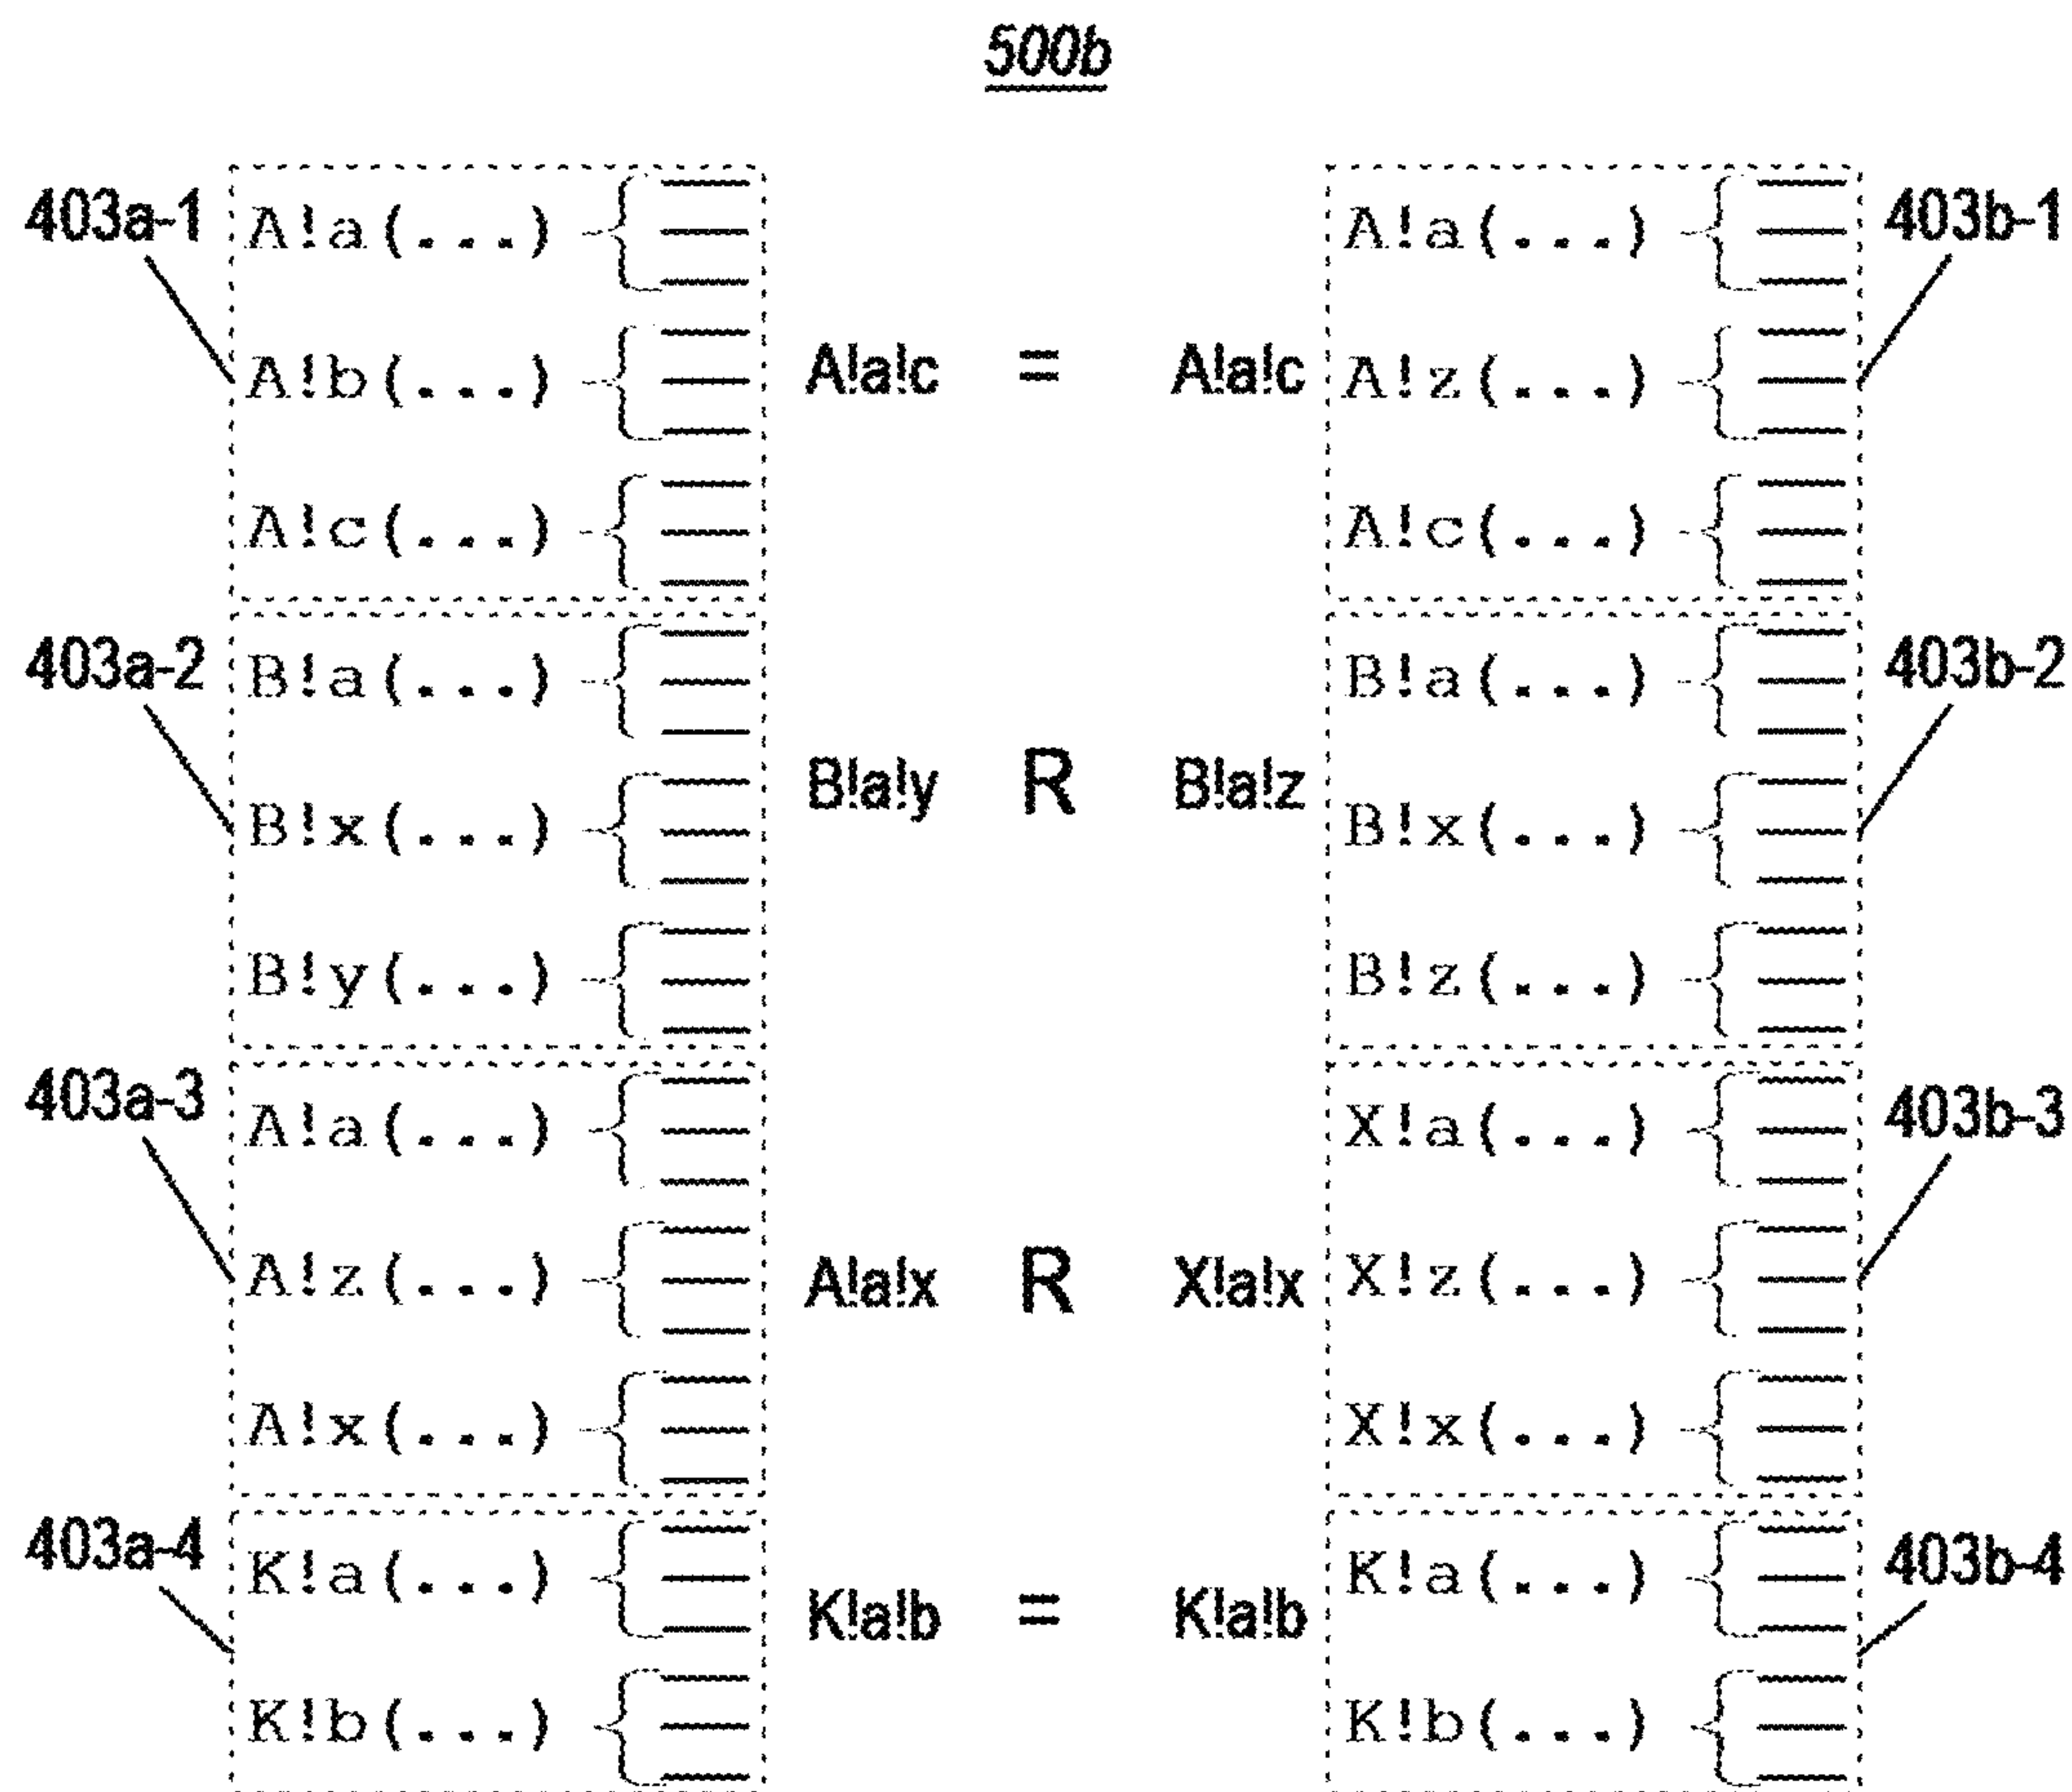 500b
403a-1 A!a(...) A!a(...) 403b-1
A!b(...) A!a!c = A!a!c A!z(...)
A!c(...) A!c(...)
403a-2 B!a(...) B!a(...) 403b-2
B!x(...) B!a!y R B!a!z B!x(...)
B!y(...) B!z(...)
403a-3 A!a(...) X!a(...) 403b-3
A!z(...) A!a!x R X!a!x X!z(...)
A!x(...) X!x(...)
403a-4 K!a(...) K!a!b = K!a!b K!a(...) 403b-4
K!b(...) K!b(...)